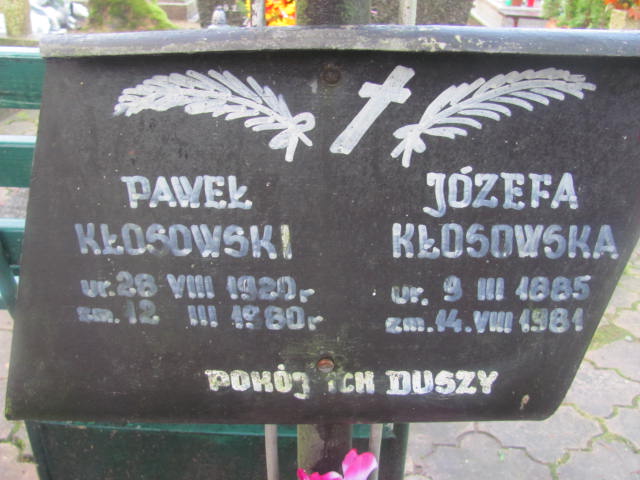 PAWEŁ
KŁOSOWSKI
ur. 28 VIII 1920 r
zm. 12 III 1980 r.
JÓZEFA
KŁOSOWSKA
ur. 9 III 1885
zm. 14. VIII 1981
POKÓJ ICH DUSZY